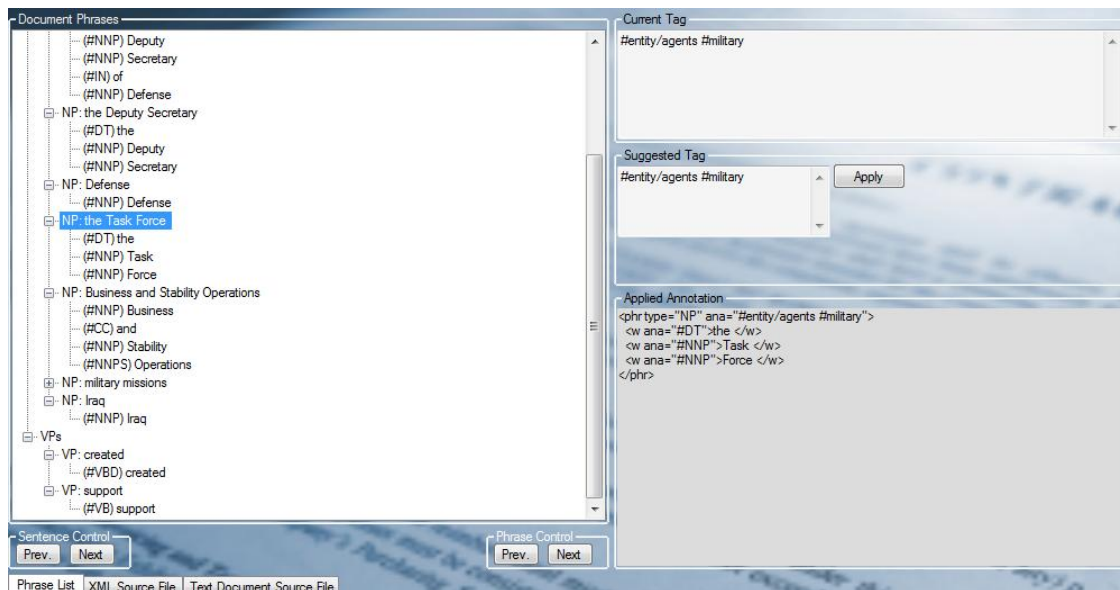 Document Phrases
(#NNP) Deputy
(#NNP) Secretary
(#IN) of
(#NNP) Defense
NP: the Deputy Secretary
(#DT) the
(#NNP) Deputy
(#NNP) Secretary
NP: Defense
(#NNP) Defense
NP: the Task Force
(#DT) the
(#NNP) Task
(#NNP) Force
NP: Business and Stability Operations
(#NNP) Business
(#CC) and
(#NNP) Stability
(#NNPS) Operations
NP: military missions
NP: Iraq
(#NNP) Iraq
VPs
VP: created
(#VBD) created
VP: support
(#VB) support
Sentence Control
Prev. Next
Phrase Control
Prev. Next
Phrase List XML Source File Text Document Source File
Current Tag
#entity/agents #military
Suggested Tag
#entity/agents #military
Apply
Applied Annotation
<phr type="NP" ana="#entity/agents #military">
<w ana="#DT">the </w>
<w ana="#NNP">Task </w>
<w ana="#NNP">Force </w>
</phr>